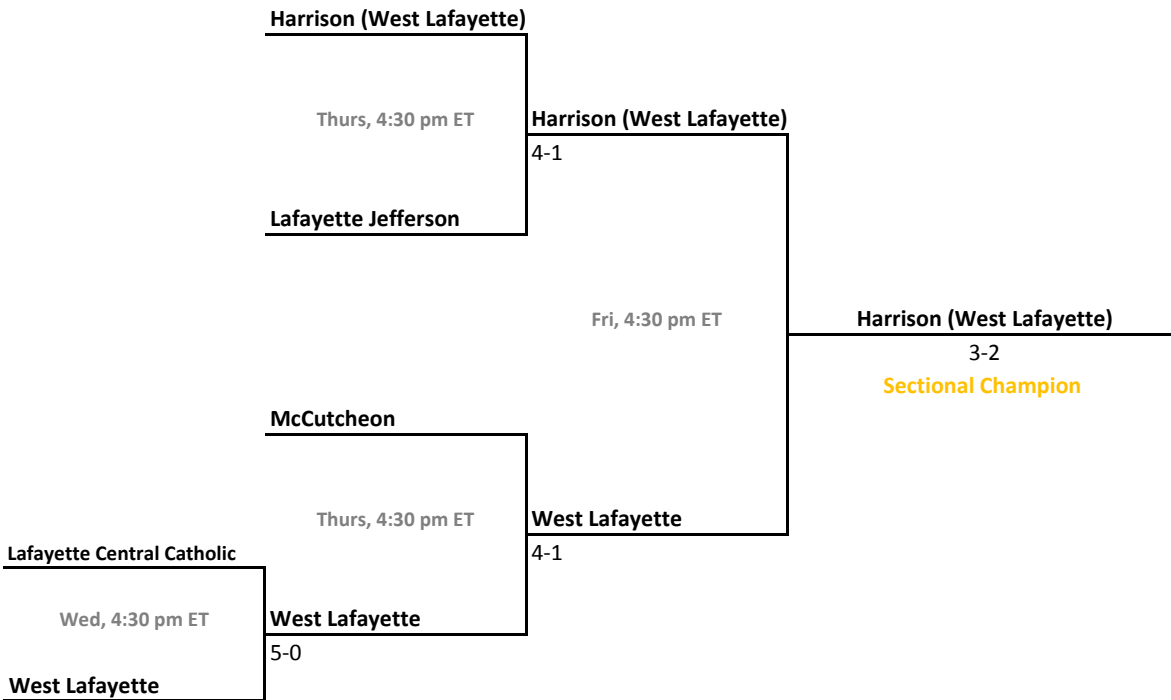 Harrison (West Lafayette)
Thurs, 4:30 pm ET
Harrison (West Lafayette)
4-1
Lafayette Jefferson
Fri, 4:30 pm ET
Harrison (West Lafayette)
3-2
Sectional Champion
McCutcheon
Thurs, 4:30 pm ET
West Lafayette
4-1
Lafayette Central Catholic
Wed, 4:30 pm ET
West Lafayette
5-0
West Lafayette